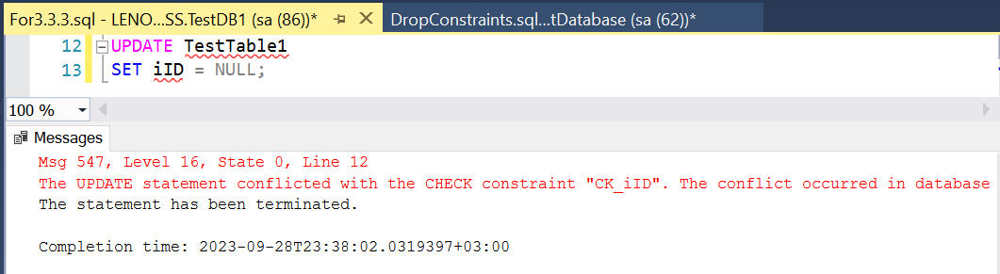 For3.3.3.sql - LENO...SS.TestDB1 (sa (86))* DropConstraints.sql...tDatabase (sa (62))*
12 UPDATE TestTable1
13 SET iID = NULL;
100 %
Messages
Msg 547, Level 16, State 0, Line 12
The UPDATE statement conflicted with the CHECK constraint "CK_iID". The conflict occurred in database
The statement has been terminated.
Completion time: 2023-09-28T23:38:02.0319397+03:00